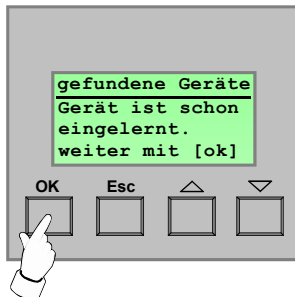 gefundene Geräte
Gerät ist schon
eingelernt.
weiter mit [ok]
OK Esc